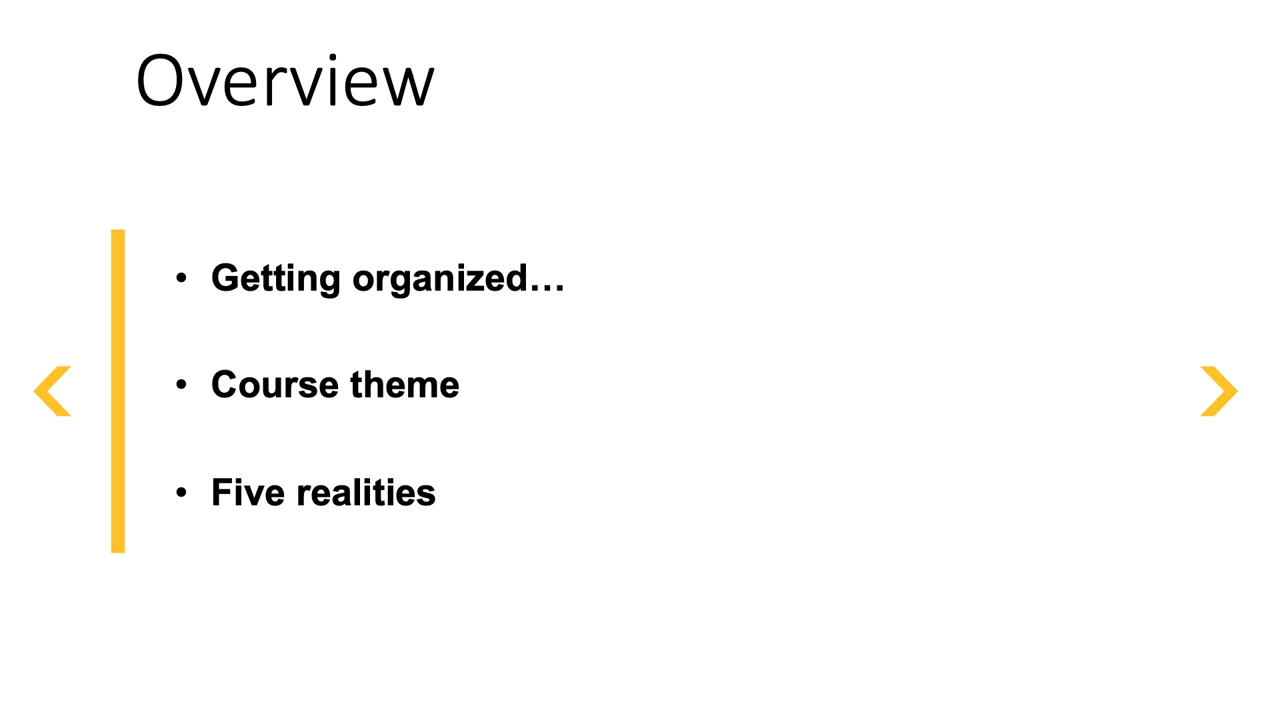 Overview
• Getting organized…
• Course theme
• Five realities